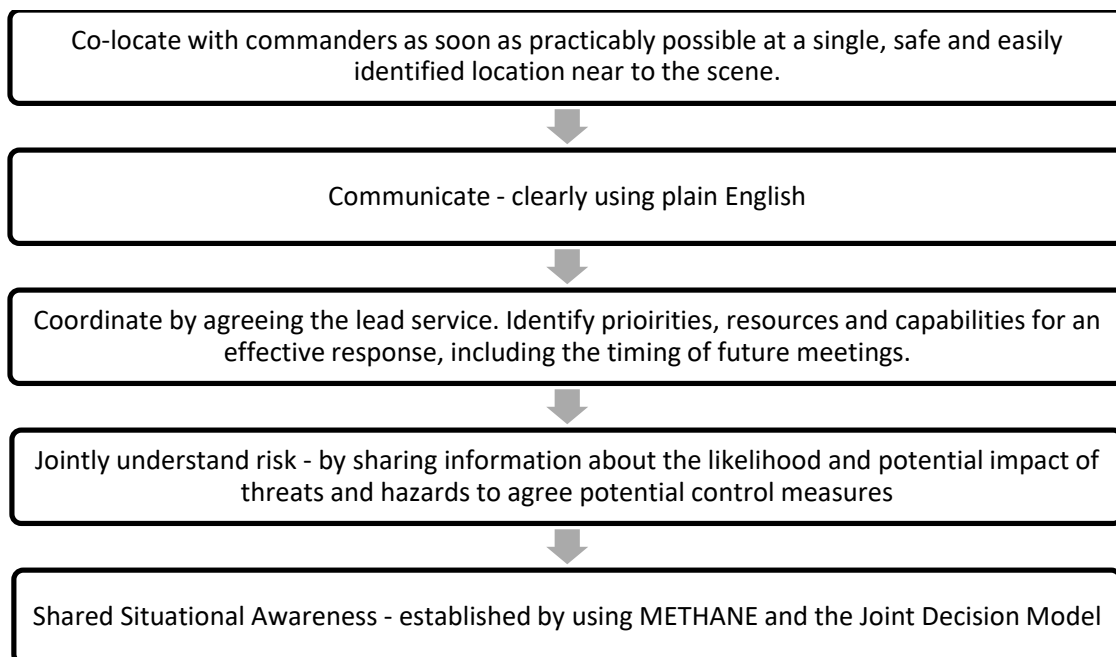 Co-locate with commanders as soon as practicably possible at a single, safe and easily
identified location near to the scene.
Communicate - clearly using plain English
Coordinate by agreeing the lead service. Identify prioirities, resources and capabilities for an
effective response, including the timing of future meetings.
Jointly understand risk - by sharing information about the likelihood and potential impact of
threats and hazards to agree potential control measures
Shared Situational Awareness - established by using METHANE and the Joint Decision Model